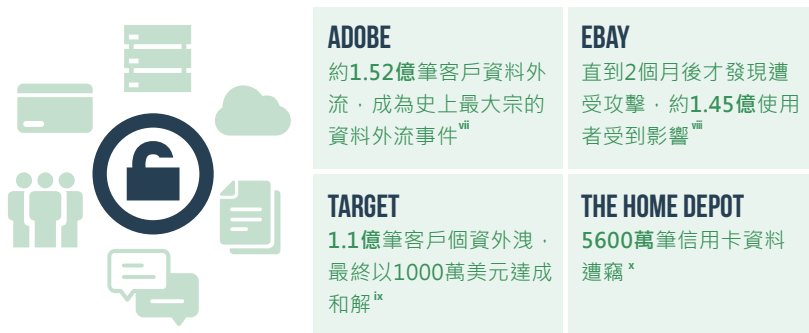 ADOBE
約1.52億筆客戶資料外
流，成為史上最大宗的
資料外流事件vii
EBAY
直到2個月後才發現遭
受攻擊，約1.45億使用
者受到影響viii
TARGET
1.1億筆客戶個資外洩，
最終以1000萬美元達成
和解ix
THE HOME DEPOT
5600萬筆信用卡資料
遭竊x